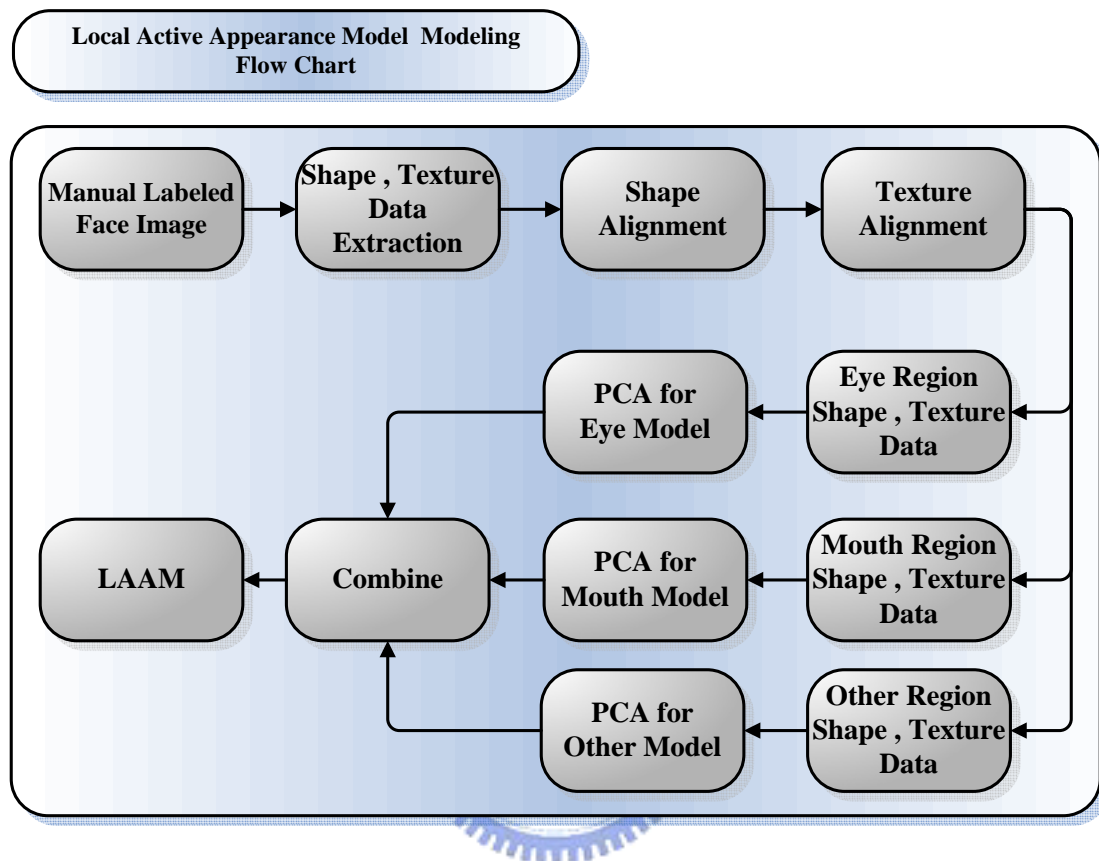 Local Active Appearance Model Modeling
Flow Chart
Manual Labeled
Face Image
Shape , Texture
Data
Extraction
Shape
Alignment
Texture
Alignment
PCA for
Eye Model
Eye Region
Shape , Texture
Data
LAAM
Combine
PCA for
Mouth Model
Mouth Region
Shape , Texture
Data
PCA for
Other Model
Other Region
Shape , Texture
Data